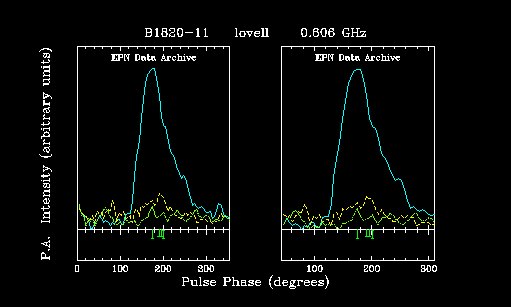 B1820-11 lovell 0.606 GHz
EPN Data Archive EPN Data Archive
P.A. Intensity (arbitrary units)
0 100 200 300 100 200 300
Pulse Phase (degrees)